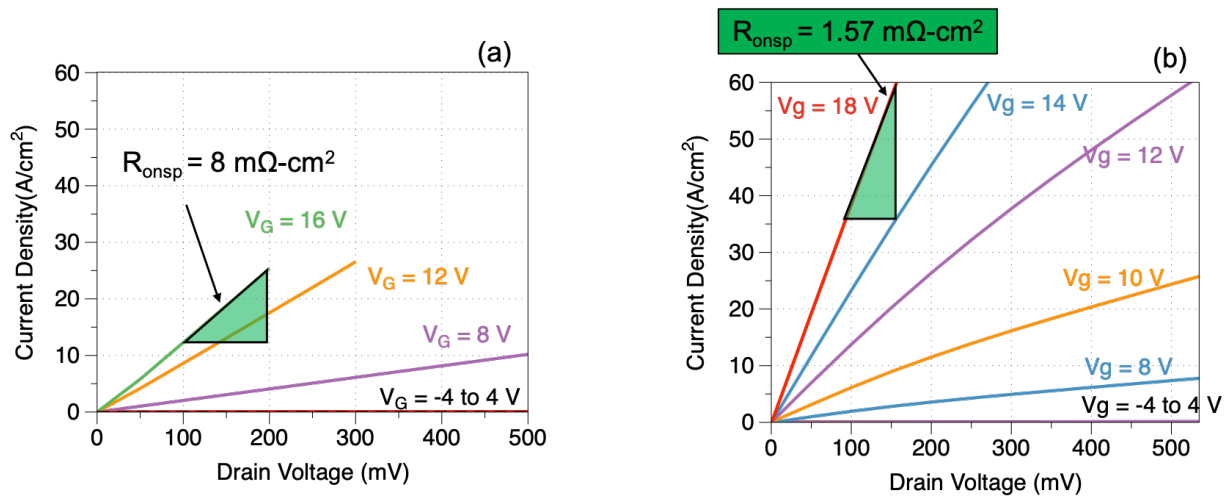 (a)
60
50
40
30
20
10
0
Current Density(A/cm²)
R_onsp = 8 mΩ-cm²
V_G = 16 V
V_G = 12 V
V_G = 8 V
V_G = -4 to 4 V
0 100 200 300 400 500
Drain Voltage (mV)
R_onsp = 1.57 mΩ-cm²
(b)
60
50
40
30
20
10
0
Current Density(A/cm²)
Vg = 18 V
Vg = 14 V
Vg = 12 V
Vg = 10 V
Vg = 8 V
Vg = -4 to 4 V
0 100 200 300 400 500
Drain Voltage (mV)